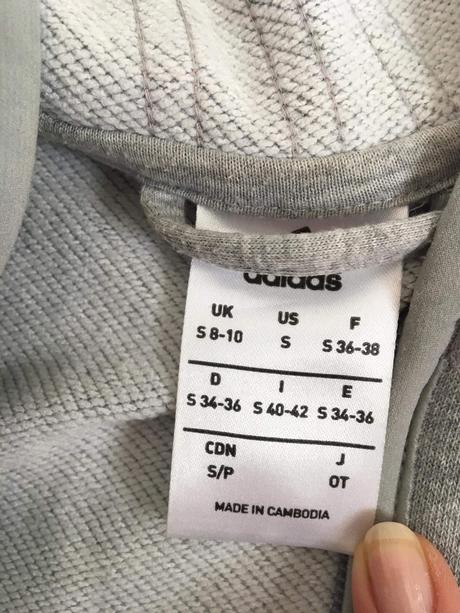 adidas
UK US F
S 8-10 S S 36-38
D I E
S 34-36 S 40-42 S 34-36
CDN J
S/P OT
MADE IN CAMBODIA